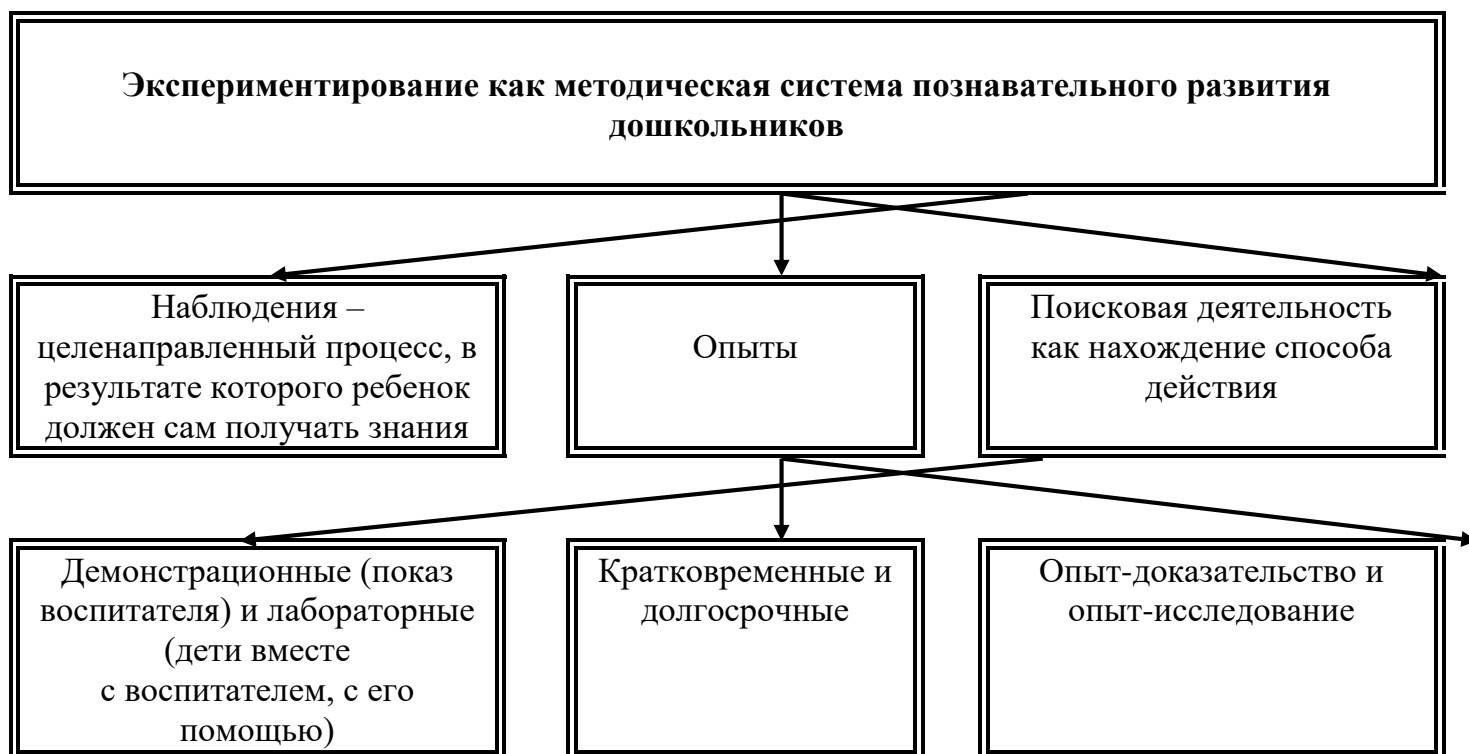 Экспериментирование как методическая система познавательного развития
дошкольников
Наблюдения –
целенаправленный процесс, в
результате которого ребенок
должен сам получать знания
Опыты
Поисковая деятельность
как нахождение способа
действия
Демонстрационные (показ
воспитателя) и лабораторные
(дети вместе
с воспитателем, с его
помощью)
Кратковременные и
долгосрочные
Опыт-доказательство и
опыт-исследование